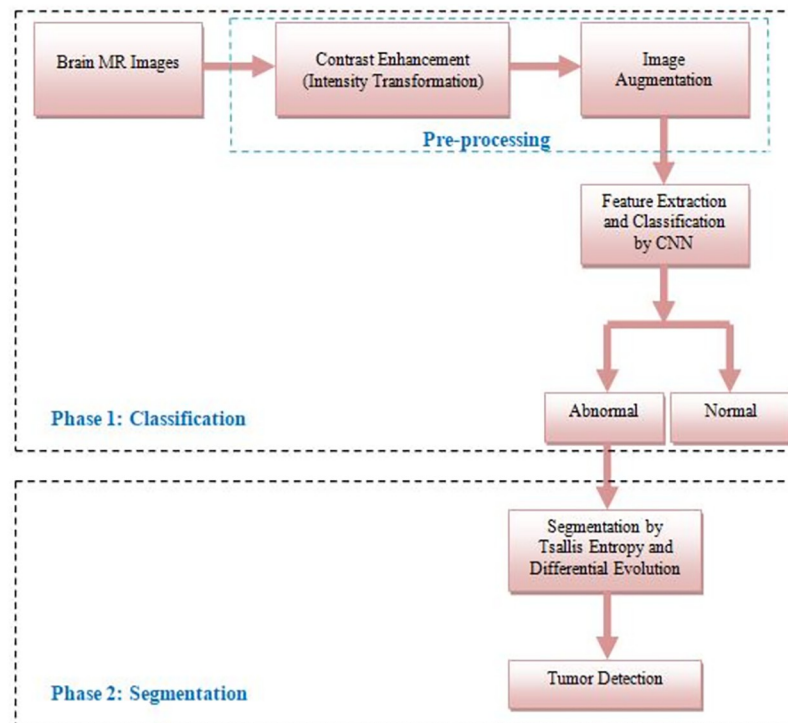 Brain MR Images
Contrast Enhancement
(Intensity Transformation)
Image
Augmentation
Pre-processing
Feature Extraction
and Classification
by CNN
Abnormal
Normal
Phase 1: Classification
Segmentation by
Tsallis Entropy and
Differential Evolution
Tumor Detection
Phase 2: Segmentation